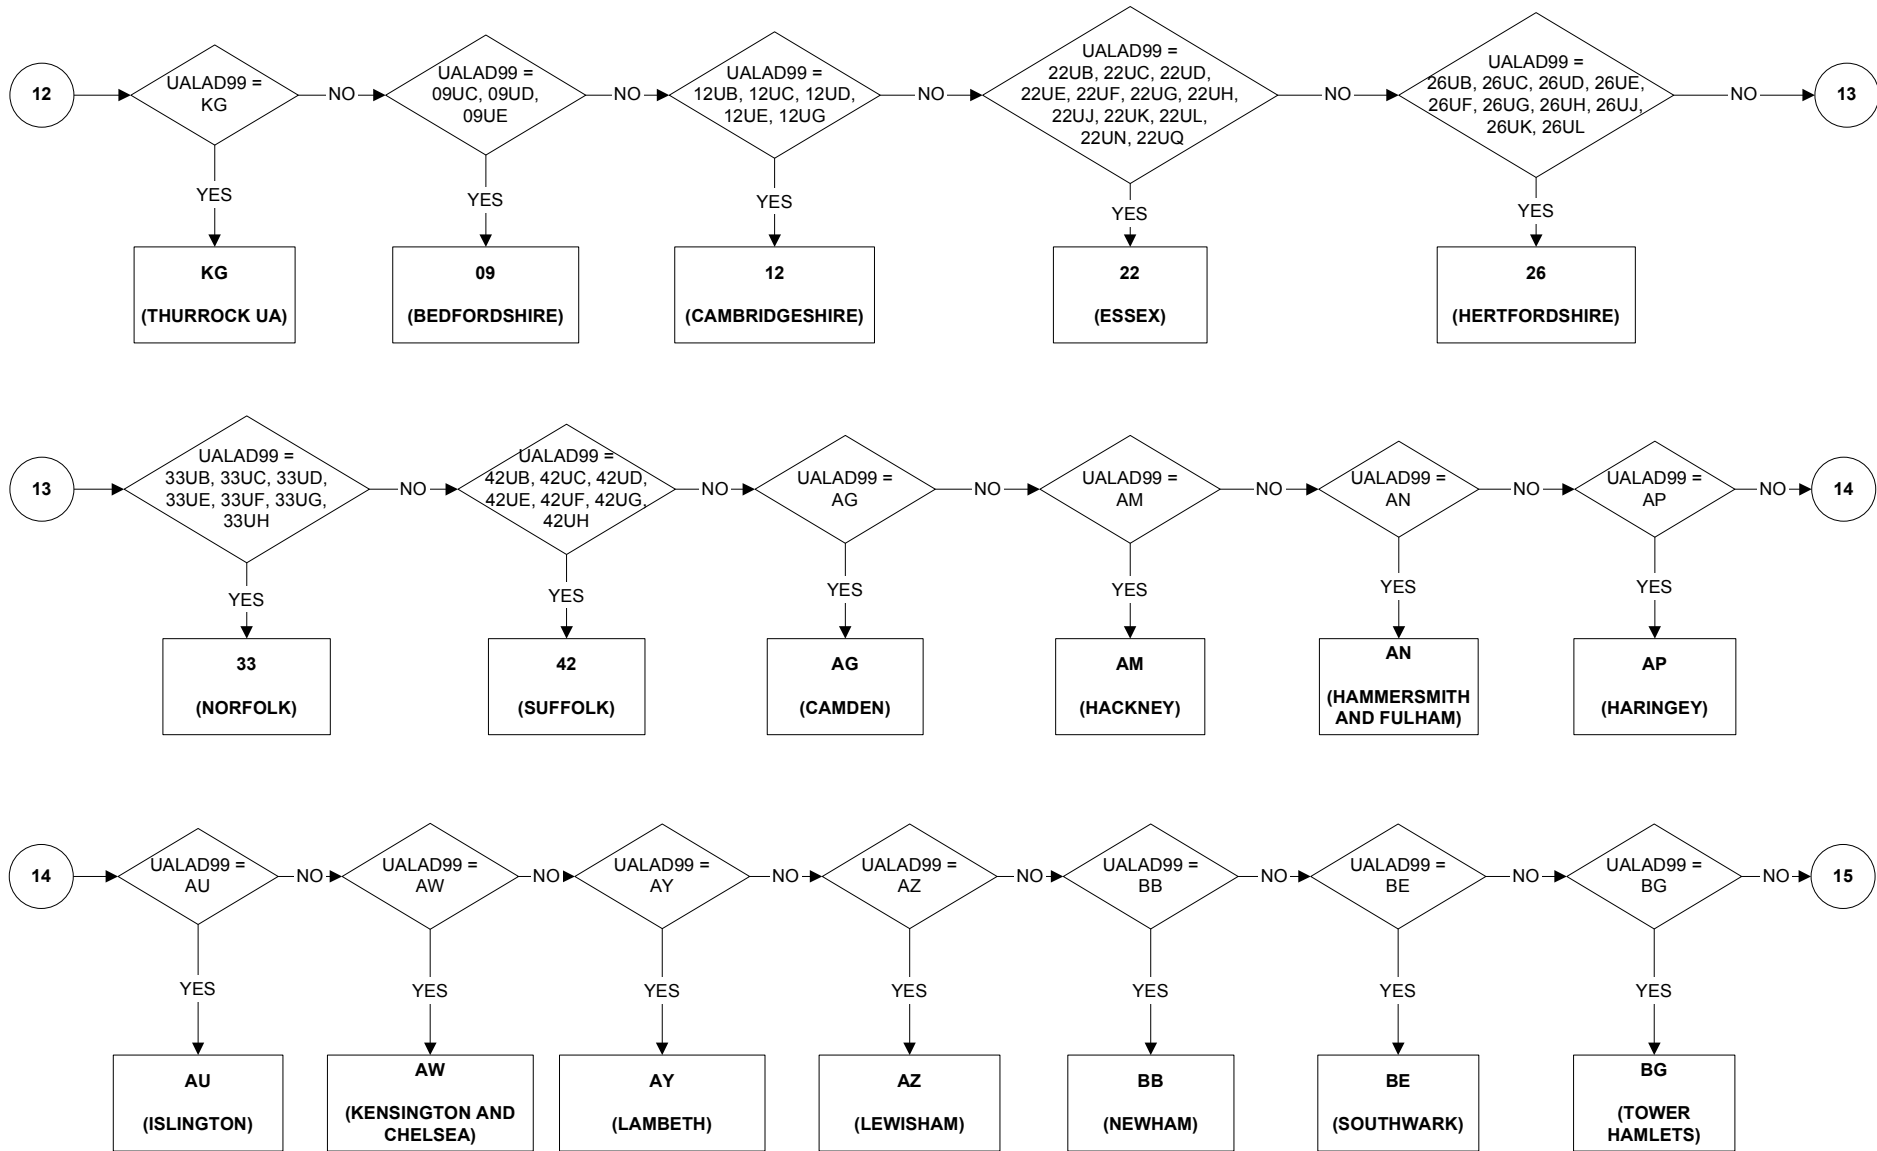 12
UALAD99 =
KG
NO
UALAD99 =
09UC, 09UD,
09UE
NO
UALAD99 =
12UB, 12UC, 12UD,
12UE, 12UG
NO
UALAD99 =
22UB, 22UC, 22UD,
22UE, 22UF, 22UG, 22UH,
22UJ, 22UK, 22UL,
22UN, 22UQ
NO
UALAD99 =
26UB, 26UC, 26UD, 26UE,
26UF, 26UG, 26UH, 26UJ,
26UK, 26UL
NO
13
YES
YES
YES
YES
YES
KG
(THURROCK UA)
09
(BEDFORDSHIRE)
12
(CAMBRIDGESHIRE)
22
(ESSEX)
26
(HERTFORDSHIRE)
13
UALAD99 =
33UB, 33UC, 33UD,
33UE, 33UF, 33UG,
33UH
NO
UALAD99 =
42UB, 42UC, 42UD,
42UE, 42UF, 42UG,
42UH
NO
UALAD99 =
AG
NO
UALAD99 =
AM
NO
UALAD99 =
AN
NO
UALAD99 =
AP
NO
14
YES
YES
YES
YES
YES
YES
33
(NORFOLK)
42
(SUFFOLK)
AG
(CAMDEN)
AM
(HACKNEY)
AN
(HAMMERSMITH
AND FULHAM)
AP
(HARINGEY)
14
UALAD99 =
AU
NO
UALAD99 =
AW
NO
UALAD99 =
AY
NO
UALAD99 =
AZ
NO
UALAD99 =
BB
NO
UALAD99 =
BE
NO
UALAD99 =
BG
NO
15
YES
YES
YES
YES
YES
YES
YES
AU
(ISLINGTON)
AW
(KENSINGTON AND
CHELSEA)
AY
(LAMBETH)
AZ
(LEWISHAM)
BB
(NEWHAM)
BE
(SOUTHWARK)
BG
(TOWER
HAMLETS)